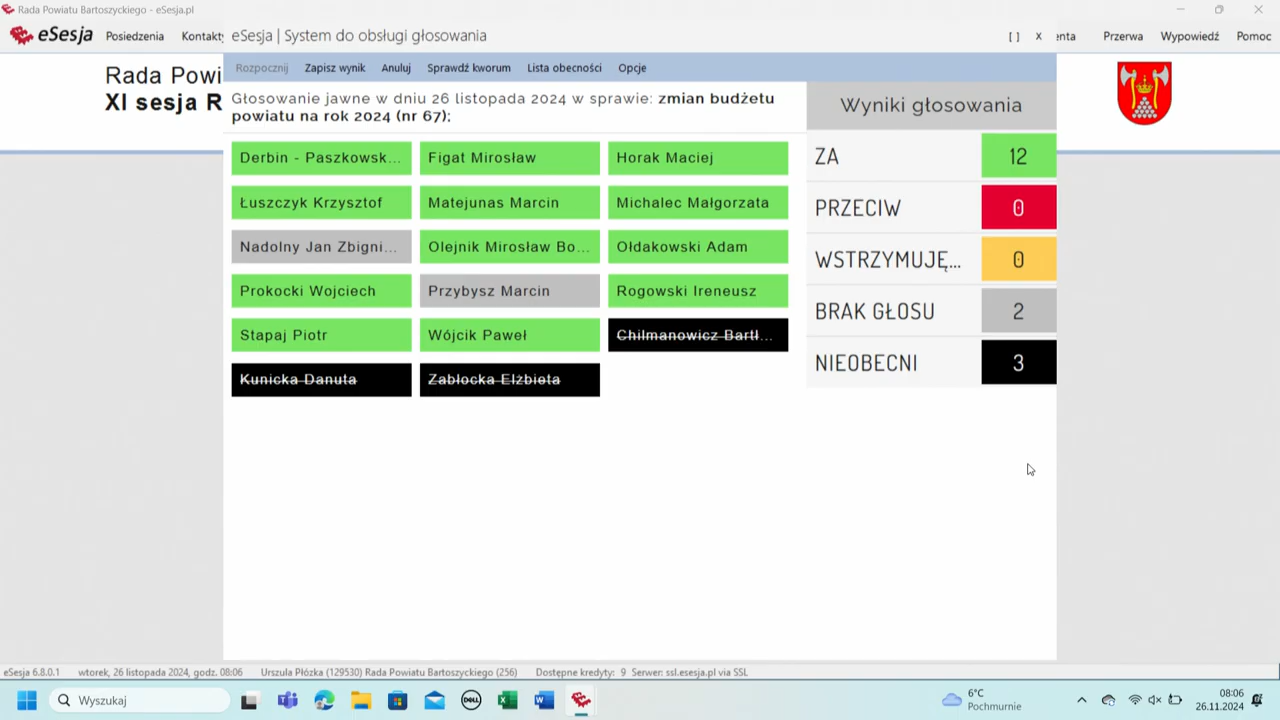 Rada Powiatu Bartoszyckiego - eSesja.pl
eSesja Posiedzenia Kontakty eSesja | System do obsługi głosowania [ ] x enta Przerwa Wypowiedź Pomoc
Rozpocznij Zapisz wynik Anuluj Sprawdź kworum Lista obecności Opcje
Rada Powi
XI sesja R
Głosowanie jawne w dniu 26 listopada 2024 w sprawie: zmian budżetu
powiatu na rok 2024 (nr 67);
Wyniki głosowania
Derbin - Paszkowsk... Figat Mirosław Horak Maciej
ZA 12
Łuszczyk Krzysztof Matejunas Marcin Michalec Małgorzata
PRZECIW 0
Nadolny Jan Zbigni... Olejnik Mirosław Bo... Ołdakowski Adam
WSTRZYMUJĘ... 0
Prokocki Wojciech Przybysz Marcin Rogowski Ireneusz
BRAK GŁOSU 2
Stapaj Piotr Wójcik Paweł Chilmanowicz Bartł...
NIEOBECNI 3
Kunicka Danuta Zabłocka Elżbieta
eSesja 6.8.0.1 wtorek, 26 listopada 2024, godz. 08:06 Urszula Płózka (129530) Rada Powiatu Bartoszyckiego (256) Dostępne kredyty: 9 Serwer: ssl.esesja.pl via SSL
Wyszukaj
DELL
6°C
Pochmurnie
08:06
26.11.2024